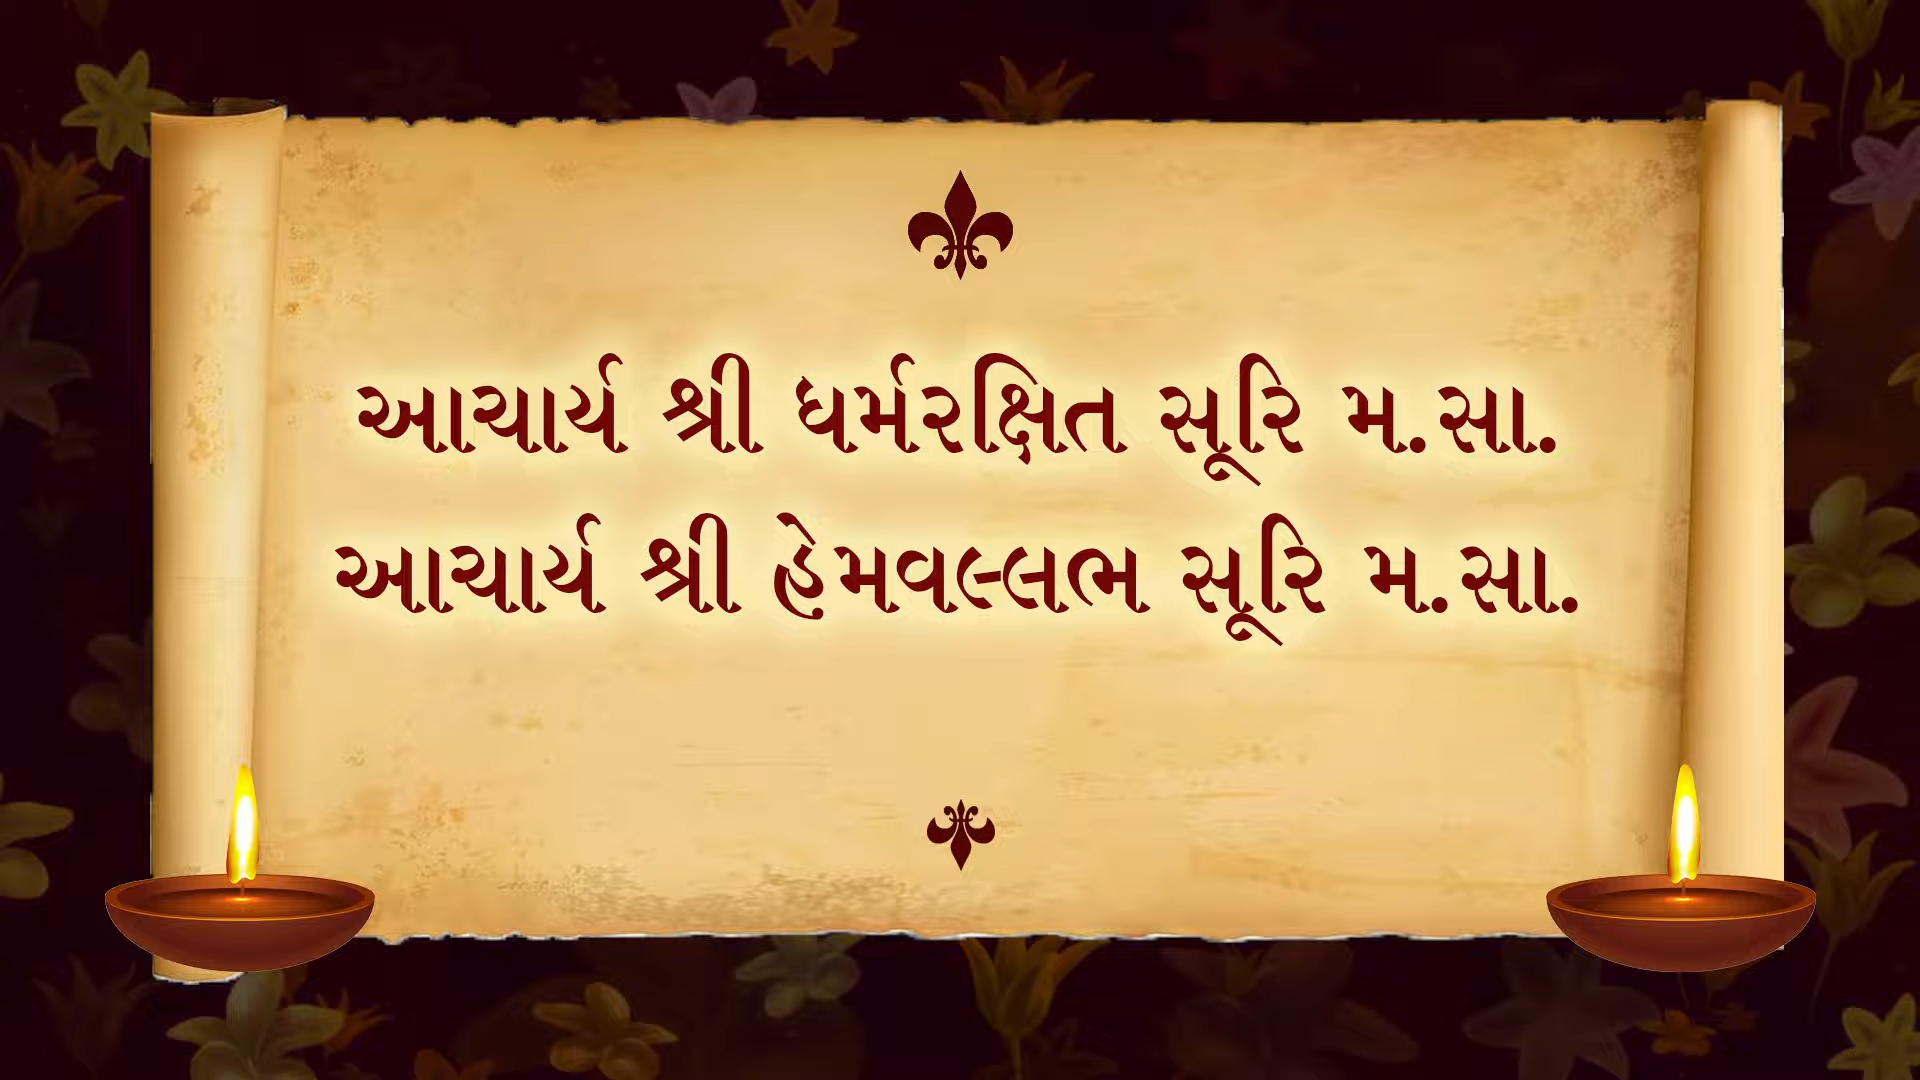 આચાર્ય શ્રી ધર્મરક્ષિત સૂરિ મ.સા.
આચાર્ય શ્રી હેમવલ્લભ સૂરિ મ.સા.